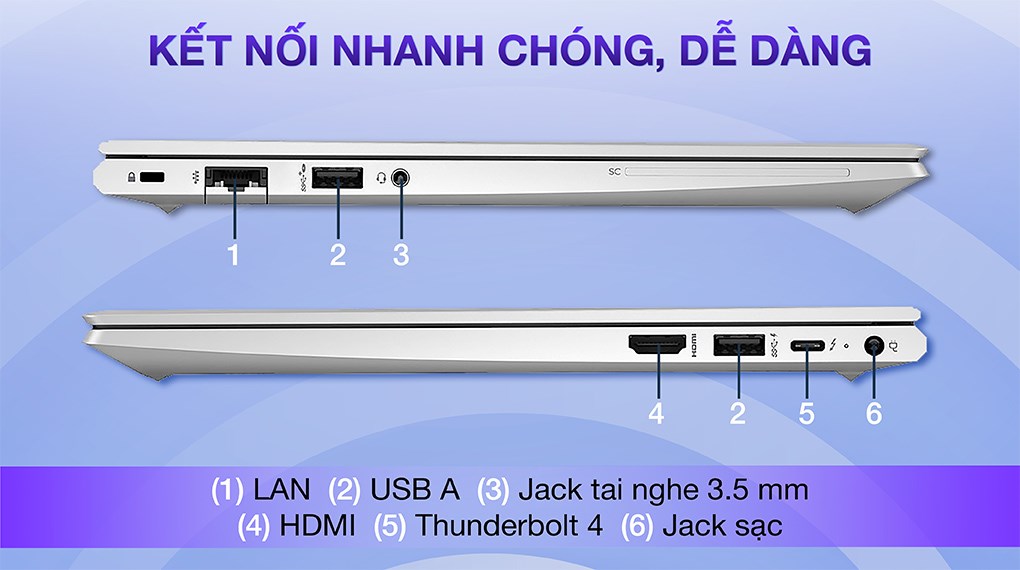 KẾT NỐI NHANH CHÓNG, DỄ DÀNG
SC
1 2 3
HDMI
4 2 5 6
(1) LAN (2) USB A (3) Jack tai nghe 3.5 mm
(4) HDMI (5) Thunderbolt 4 (6) Jack sạc